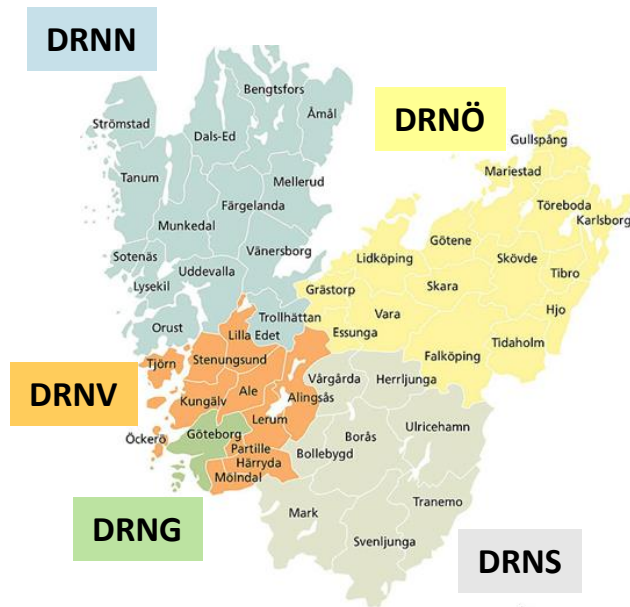 DRNN
Bengtsfors
Åmål
Strömstad
Dals-Ed
DRNÖ
Gullspång
Mariestad
Tanum
Mellerud
Töreboda
Karlsborg
Färgelanda
Munkedal
Götene
Sotenäs
Vänersborg
Lidköping
Skövde
Uddevalla
Tibro
Lysekil
Grästorp
Skara
Hjo
Trollhättan
Vara
Orust
Lilla Edet
Essunga
Tidaholm
Tjörn
Stenungsund
Falköping
Vårgårda
Herrljunga
DRNV
Kungälv
Ale
Alingsås
Lerum
Ulricehamn
Öckerö
Göteborg
Borås
Partille
Bollebygd
Härryda
Mölndal
Tranemo
DRNG
Mark
Svenljunga
DRNS